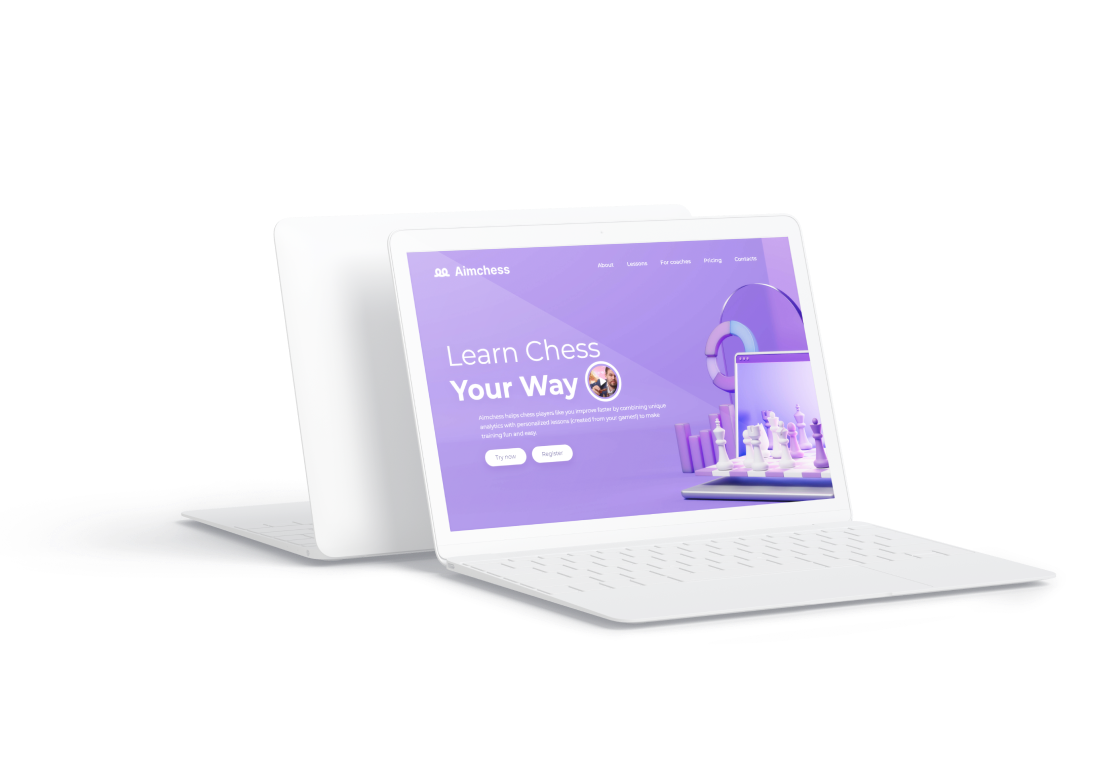 Aimchess
About Lessons For coaches Pricing Contacts
Learn Chess
Your Way
Aimchess helps chess players like you improve faster by combining unique
analytics with personalized lessons (created from your games!) to make
training fun and easy.
Try now Register